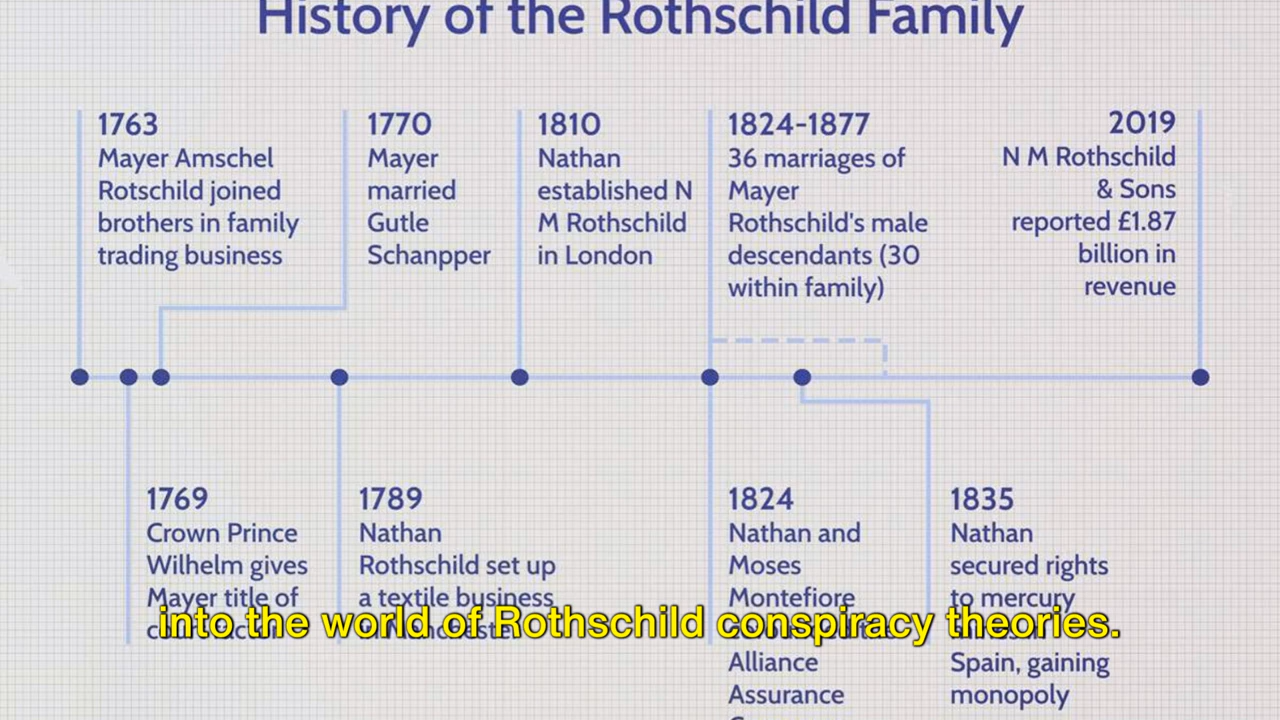 History of the Rothschild Family
1763
Mayer Amschel
Rotschild joined
brothers in family
trading business
1770
Mayer
married
Gutle
Schanpper
1810
Nathan
established N
M Rothschild
in London
1824-1877
36 marriages of
Mayer
Rothschild's male
descendants (30
within family)
2019
N M Rothschild
& Sons
reported £1.87
billion in
revenue
1769
Crown Prince
Wilhelm gives
Mayer title of
1789
Nathan
Rothschild set up
a textile business
1824
Nathan and
Moses
Montefiore
Alliance
Assurance
1835
Nathan
secured rights
to mercury
Spain, gaining
monopoly
into the world of Rothschild conspiracy theories.